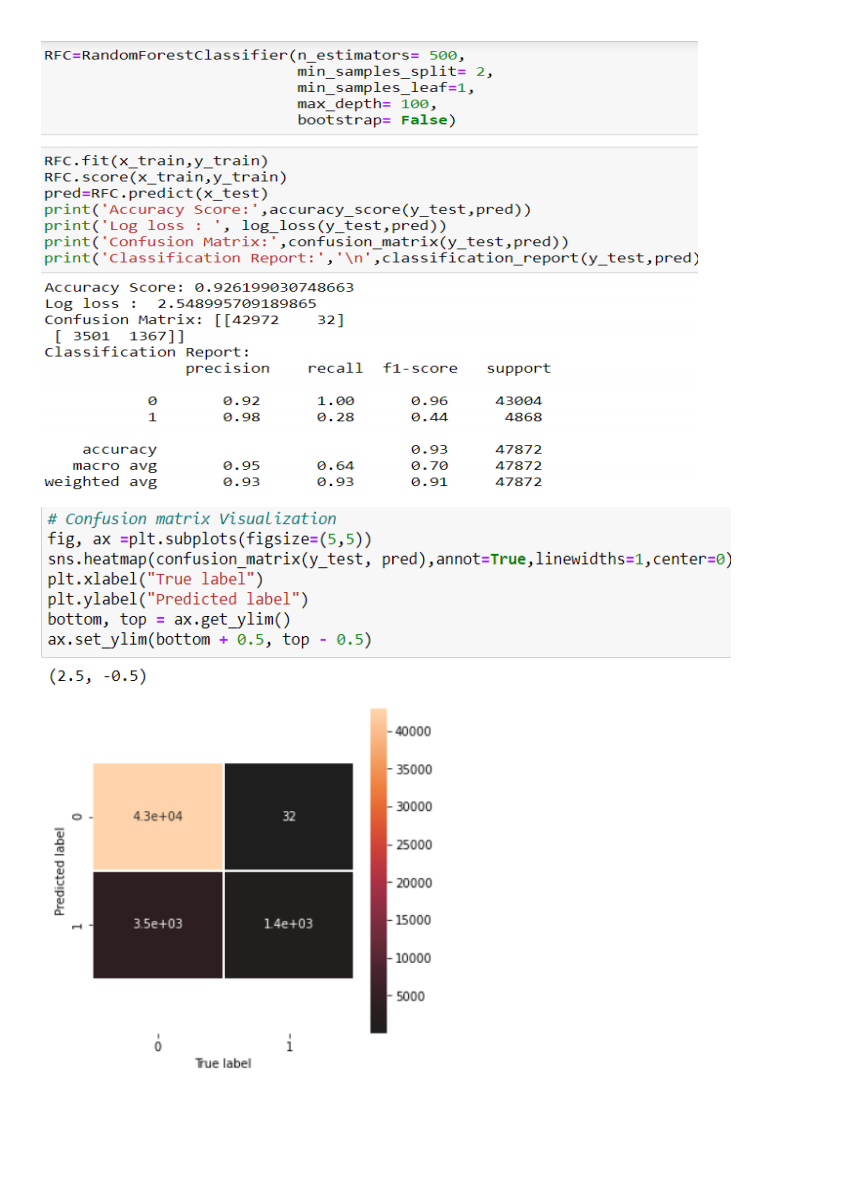 RFC=RandomForestClassifier(n_estimators= 500,
min_samples_split= 2,
min_samples_leaf=1,
max_depth= 100,
bootstrap= False)
RFC.fit(x_train,y_train)
RFC.score(x_train,y_train)
pred=RFC.predict(x_test)
print('Accuracy Score:',accuracy_score(y_test,pred))
print('Log loss : ', log_loss(y_test,pred))
print('Confusion Matrix:',confusion_matrix(y_test,pred))
print('Classification Report:','\n',classification_report(y_test,pred)
Accuracy Score: 0.926199030748663
Log loss :  2.548995709189865
Confusion Matrix: [[42972    32]
[ 3501  1367]]
Classification Report:
precision    recall  f1-score   support
0       0.92      1.00      0.96     43004
1       0.98      0.28      0.44      4868
accuracy                           0.93     47872
macro avg       0.95      0.64      0.70     47872
weighted avg       0.93      0.93      0.91     47872
# Confusion matrix Visualization
fig, ax =plt.subplots(figsize=(5,5))
sns.heatmap(confusion_matrix(y_test, pred),annot=True,linewidths=1,center=0)
plt.xlabel("True label")
plt.ylabel("Predicted label")
bottom, top = ax.get_ylim()
ax.set_ylim(bottom + 0.5, top - 0.5)
(2.5, -0.5)
40000
35000
30000
25000
20000
15000
10000
5000
Predicted label
0
4.3e+04
32
1
3.5e+03
1.4e+03
0
1
True label